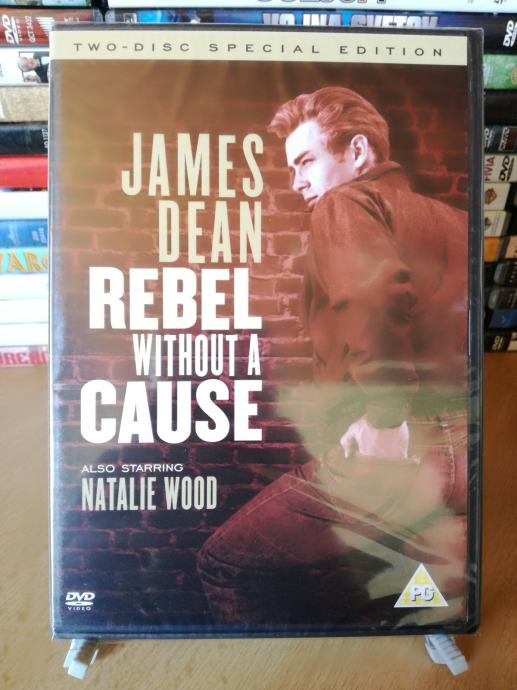 TWO-DISC SPECIAL EDITION
JAMES
DEAN
REBEL
WITHOUT A
CAUSE
ALSO STARRING
NATALIE WOOD
DVD
VIDEO
PG